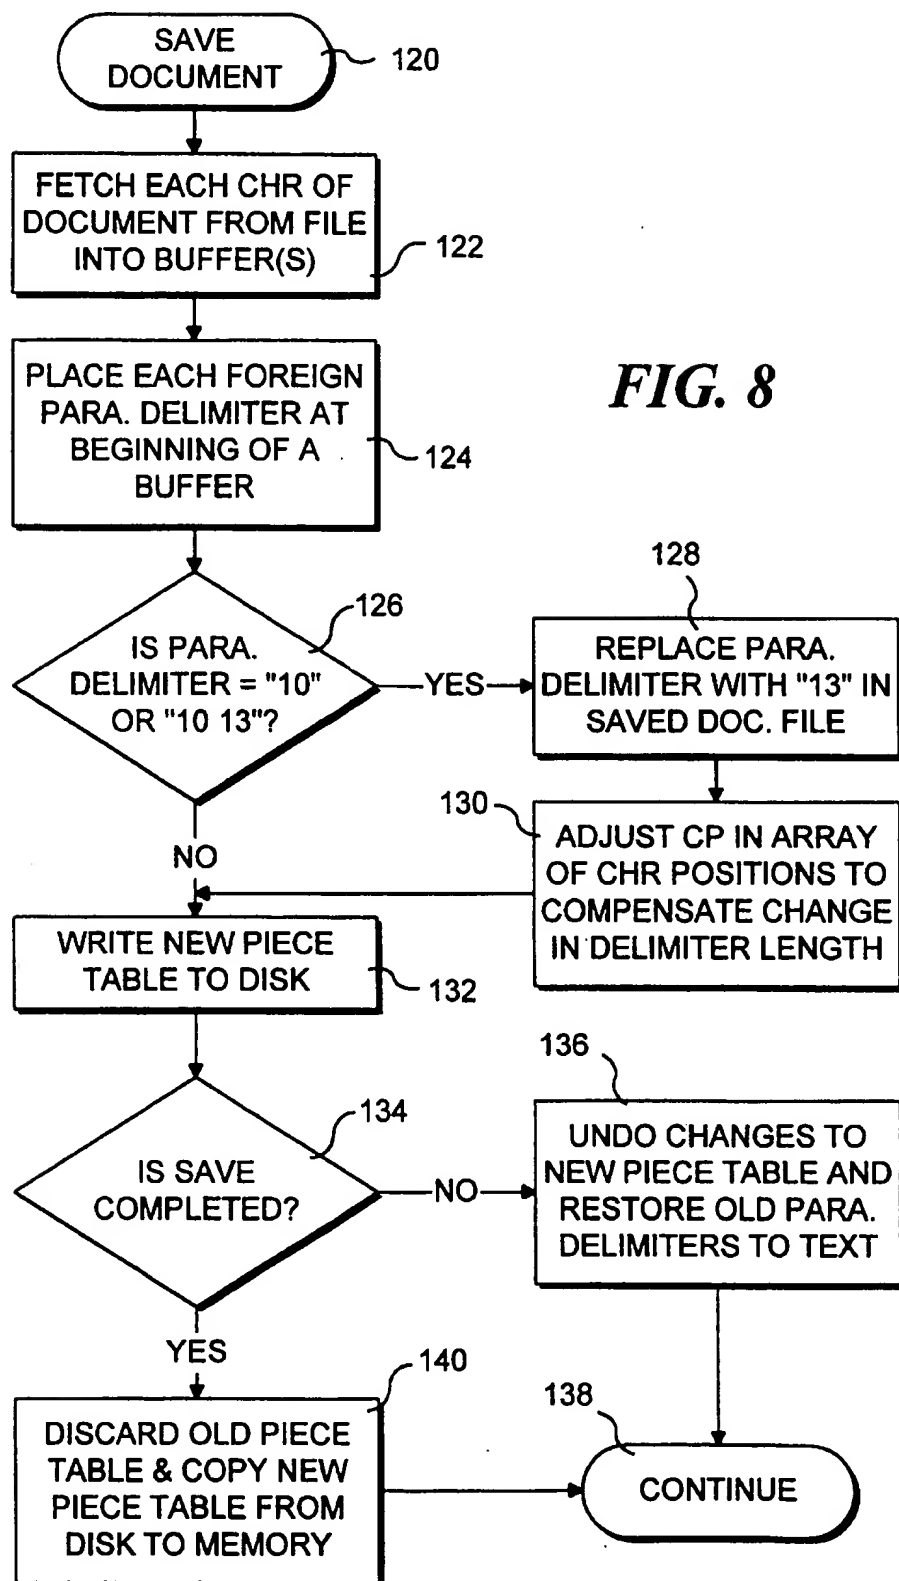 SAVE
DOCUMENT
120
FETCH EACH CHR OF
DOCUMENT FROM FILE
INTO BUFFER(S)
122
PLACE EACH FOREIGN
PARA. DELIMITER AT
BEGINNING OF A
BUFFER
124
FIG. 8
IS PARA.
DELIMITER = "10"
OR "10 13"?
126
YES
128
REPLACE PARA.
DELIMITER WITH "13" IN
SAVED DOC. FILE
130
ADJUST CP IN ARRAY
OF CHR POSITIONS TO
COMPENSATE CHANGE
IN DELIMITER LENGTH
NO
WRITE NEW PIECE
TABLE TO DISK
132
IS SAVE
COMPLETED?
134
NO
136
UNDO CHANGES TO
NEW PIECE TABLE AND
RESTORE OLD PARA.
DELIMITERS TO TEXT
YES
140
DISCARD OLD PIECE
TABLE & COPY NEW
PIECE TABLE FROM
DISK TO MEMORY
138
CONTINUE